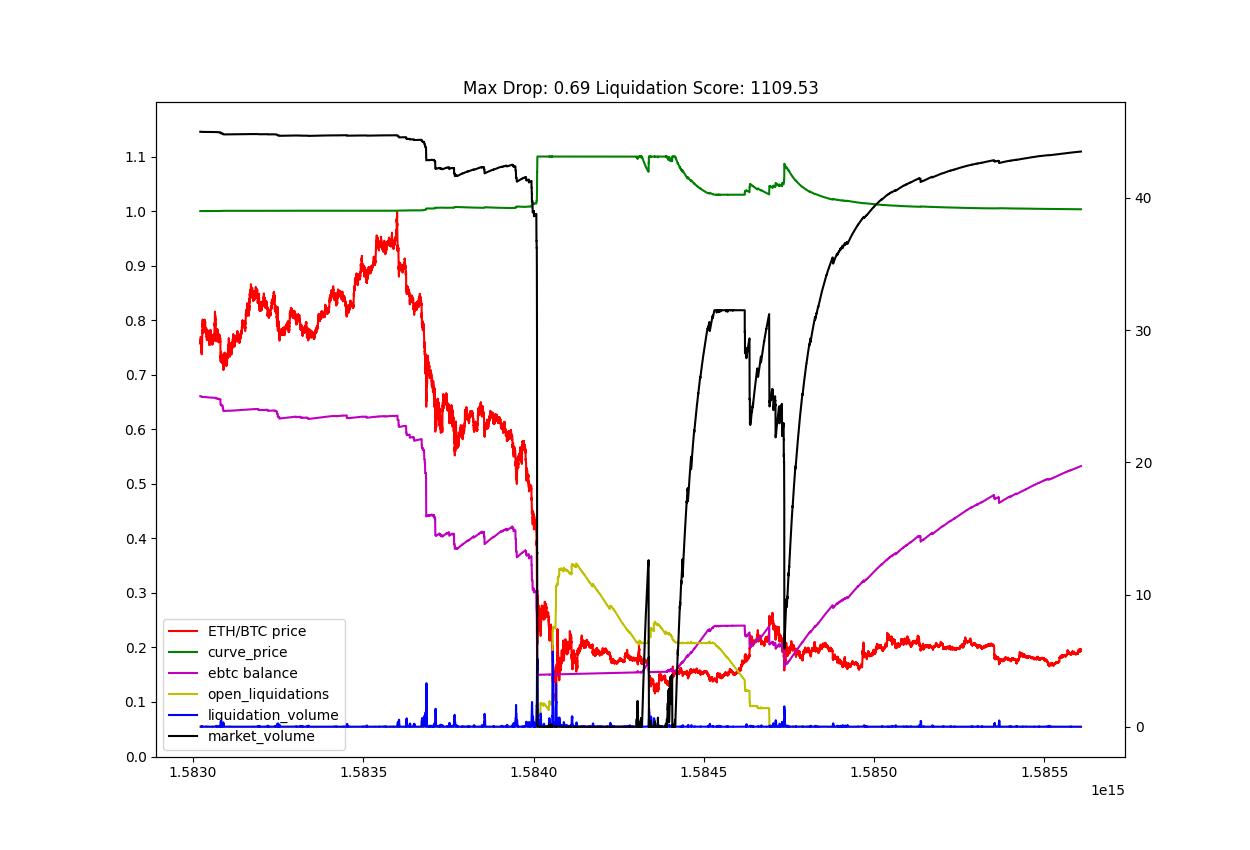 Max Drop: 0.69 Liquidation Score: 1109.53
1.1
1.0
0.9
0.8
0.7
0.6
0.5
0.4
0.3
0.2
0.1
0.0
40
30
20
10
0
ETH/BTC price
curve_price
ebtc balance
open_liquidations
liquidation_volume
market_volume
1.5830 1.5835 1.5840 1.5845 1.5850 1.5855
1e15